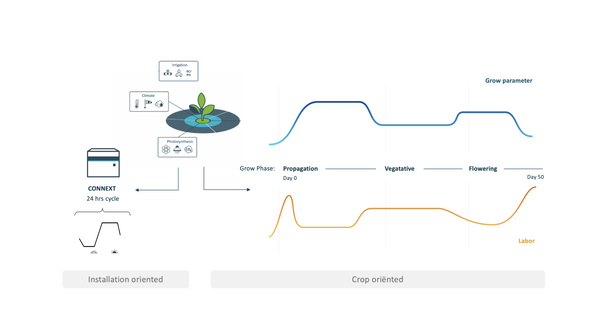 Irrigation
Climate
Photosynthesis
CONNEXT
24 hrs cycle
Grow parameter
Grow Phase: Propagation Vegatative Flowering
Day 0
Day 50
Labor
Installation oriented
Crop oriënted